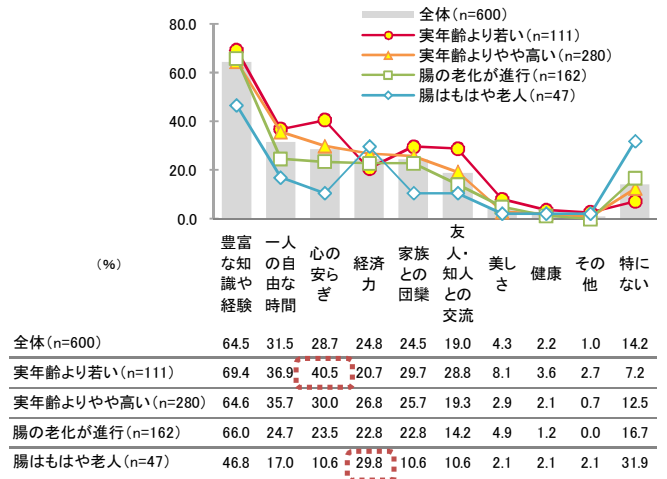 80.0
60.0
40.0
20.0
0.0
全体(n=600)
実年齢より若い(n=111)
実年齢よりやや高い(n=280)
腸の老化が進行(n=162)
腸はもはや老人(n=47)
(%)
豊富な知識や経験
一人の自由な時間
心の安らぎ
経済力
家族との団欒
友人・知人との交流
美しさ
健康
その他
特にない
全体(n=600) 64.5 31.5 28.7 24.8 24.5 19.0 4.3 2.2 1.0 14.2
実年齢より若い(n=111) 69.4 36.9 40.5 20.7 29.7 28.8 8.1 3.6 2.7 7.2
実年齢よりやや高い(n=280) 64.6 35.7 30.0 26.8 25.7 19.3 2.9 2.1 0.7 12.5
腸の老化が進行(n=162) 66.0 24.7 23.5 22.8 22.8 14.2 4.9 1.2 0.0 16.7
腸はもはや老人(n=47) 46.8 17.0 10.6 29.8 10.6 10.6 2.1 2.1 2.1 31.9